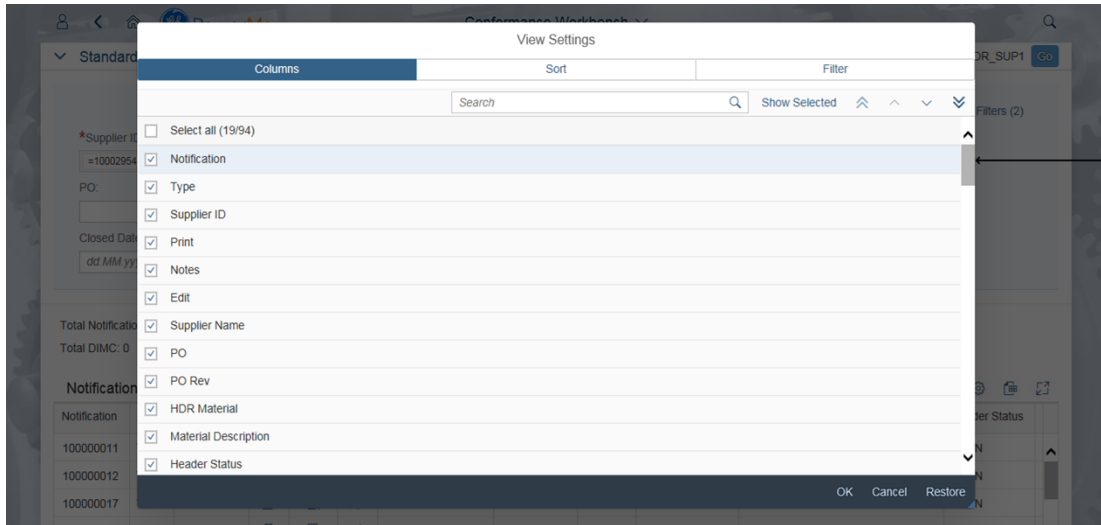 Conformance Workbench
View Settings
Standard
DR_SUP1 Go
Columns Sort Filter
Search Show Selected
Filters (2)
Select all (19/94)
*Supplier ID
Notification
=10002954
Type
PO:
Supplier ID
Print
Closed Date
dd MM yy
Notes
Edit
Total Notificatio
Supplier Name
Total DIMC: 0
PO
PO Rev
Notification
HDR Material
Notification
der Status
Material Description
100000011
N
Header Status
100000012
N
OK Cancel Restore
100000017
N